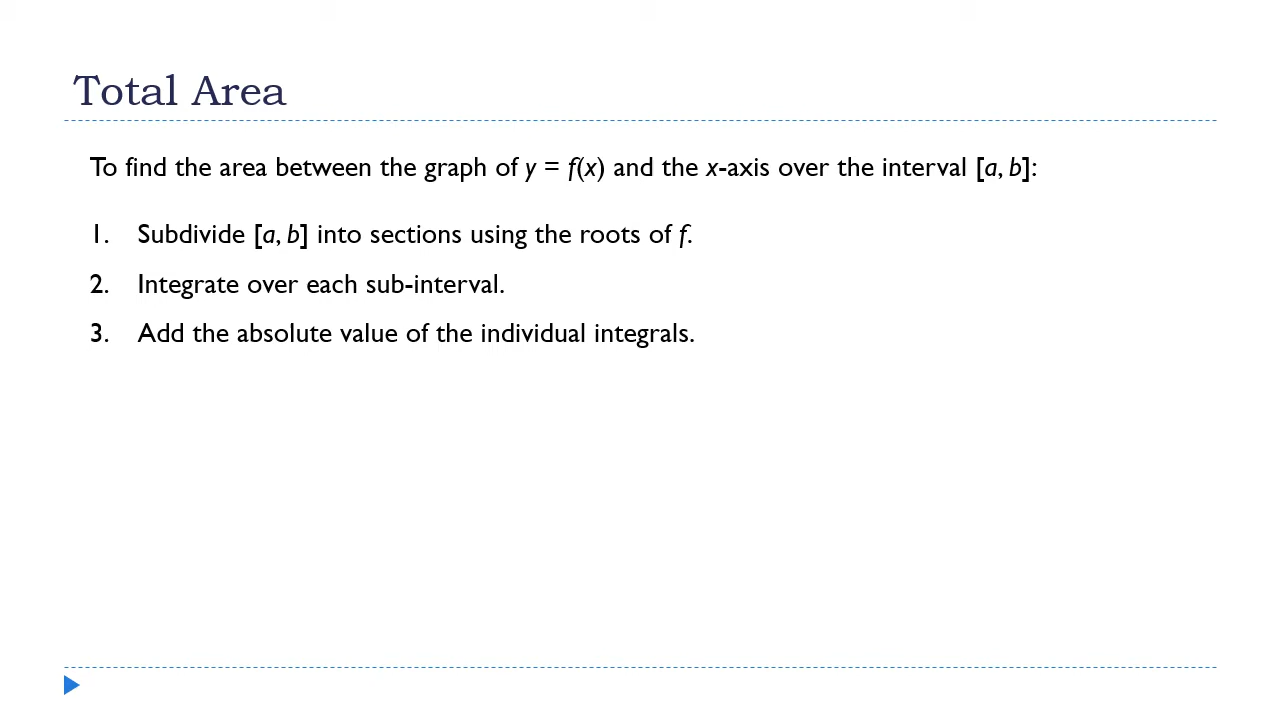 Total Area
To find the area between the graph of y = f(x) and the x-axis over the interval [a, b]:
1. Subdivide [a, b] into sections using the roots of f.
2. Integrate over each sub-interval.
3. Add the absolute value of the individual integrals.